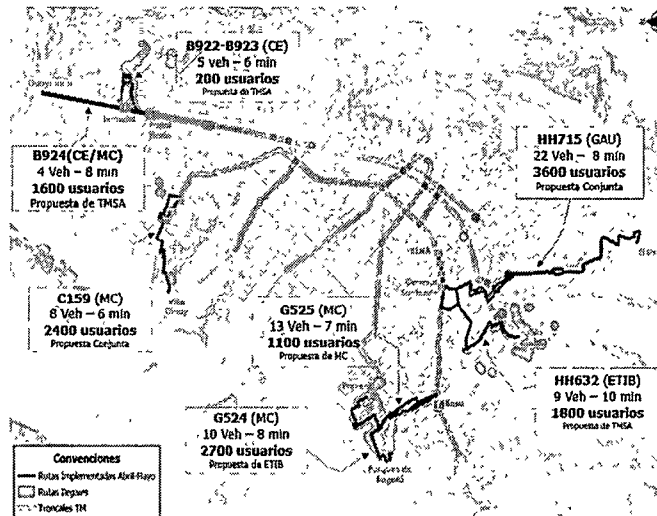 B922-B923 (CE)
5 veh – 6 min
200 usuarios
Propuesta de TMSA
B924(CE/MC)
4 Veh – 8 min
1600 usuarios
Propuesta de TMSA
HH715 (GAU)
22 Veh – 8 min
3600 usuarios
Propuesta Conjunta
C159 (MC)
8 Veh – 6 min
2400 usuarios
Propuesta Conjunta
G525 (MC)
13 Veh – 7 min
1100 usuarios
Propuesta de MC
HH632 (ETIB)
9 Veh – 10 min
1800 usuarios
Propuesta de TMSA
G524 (MC)
10 Veh – 8 min
2700 usuarios
Propuesta de ETIB
Convenciones
Rutas Implementadas Abril-Mayo
Troncales TM